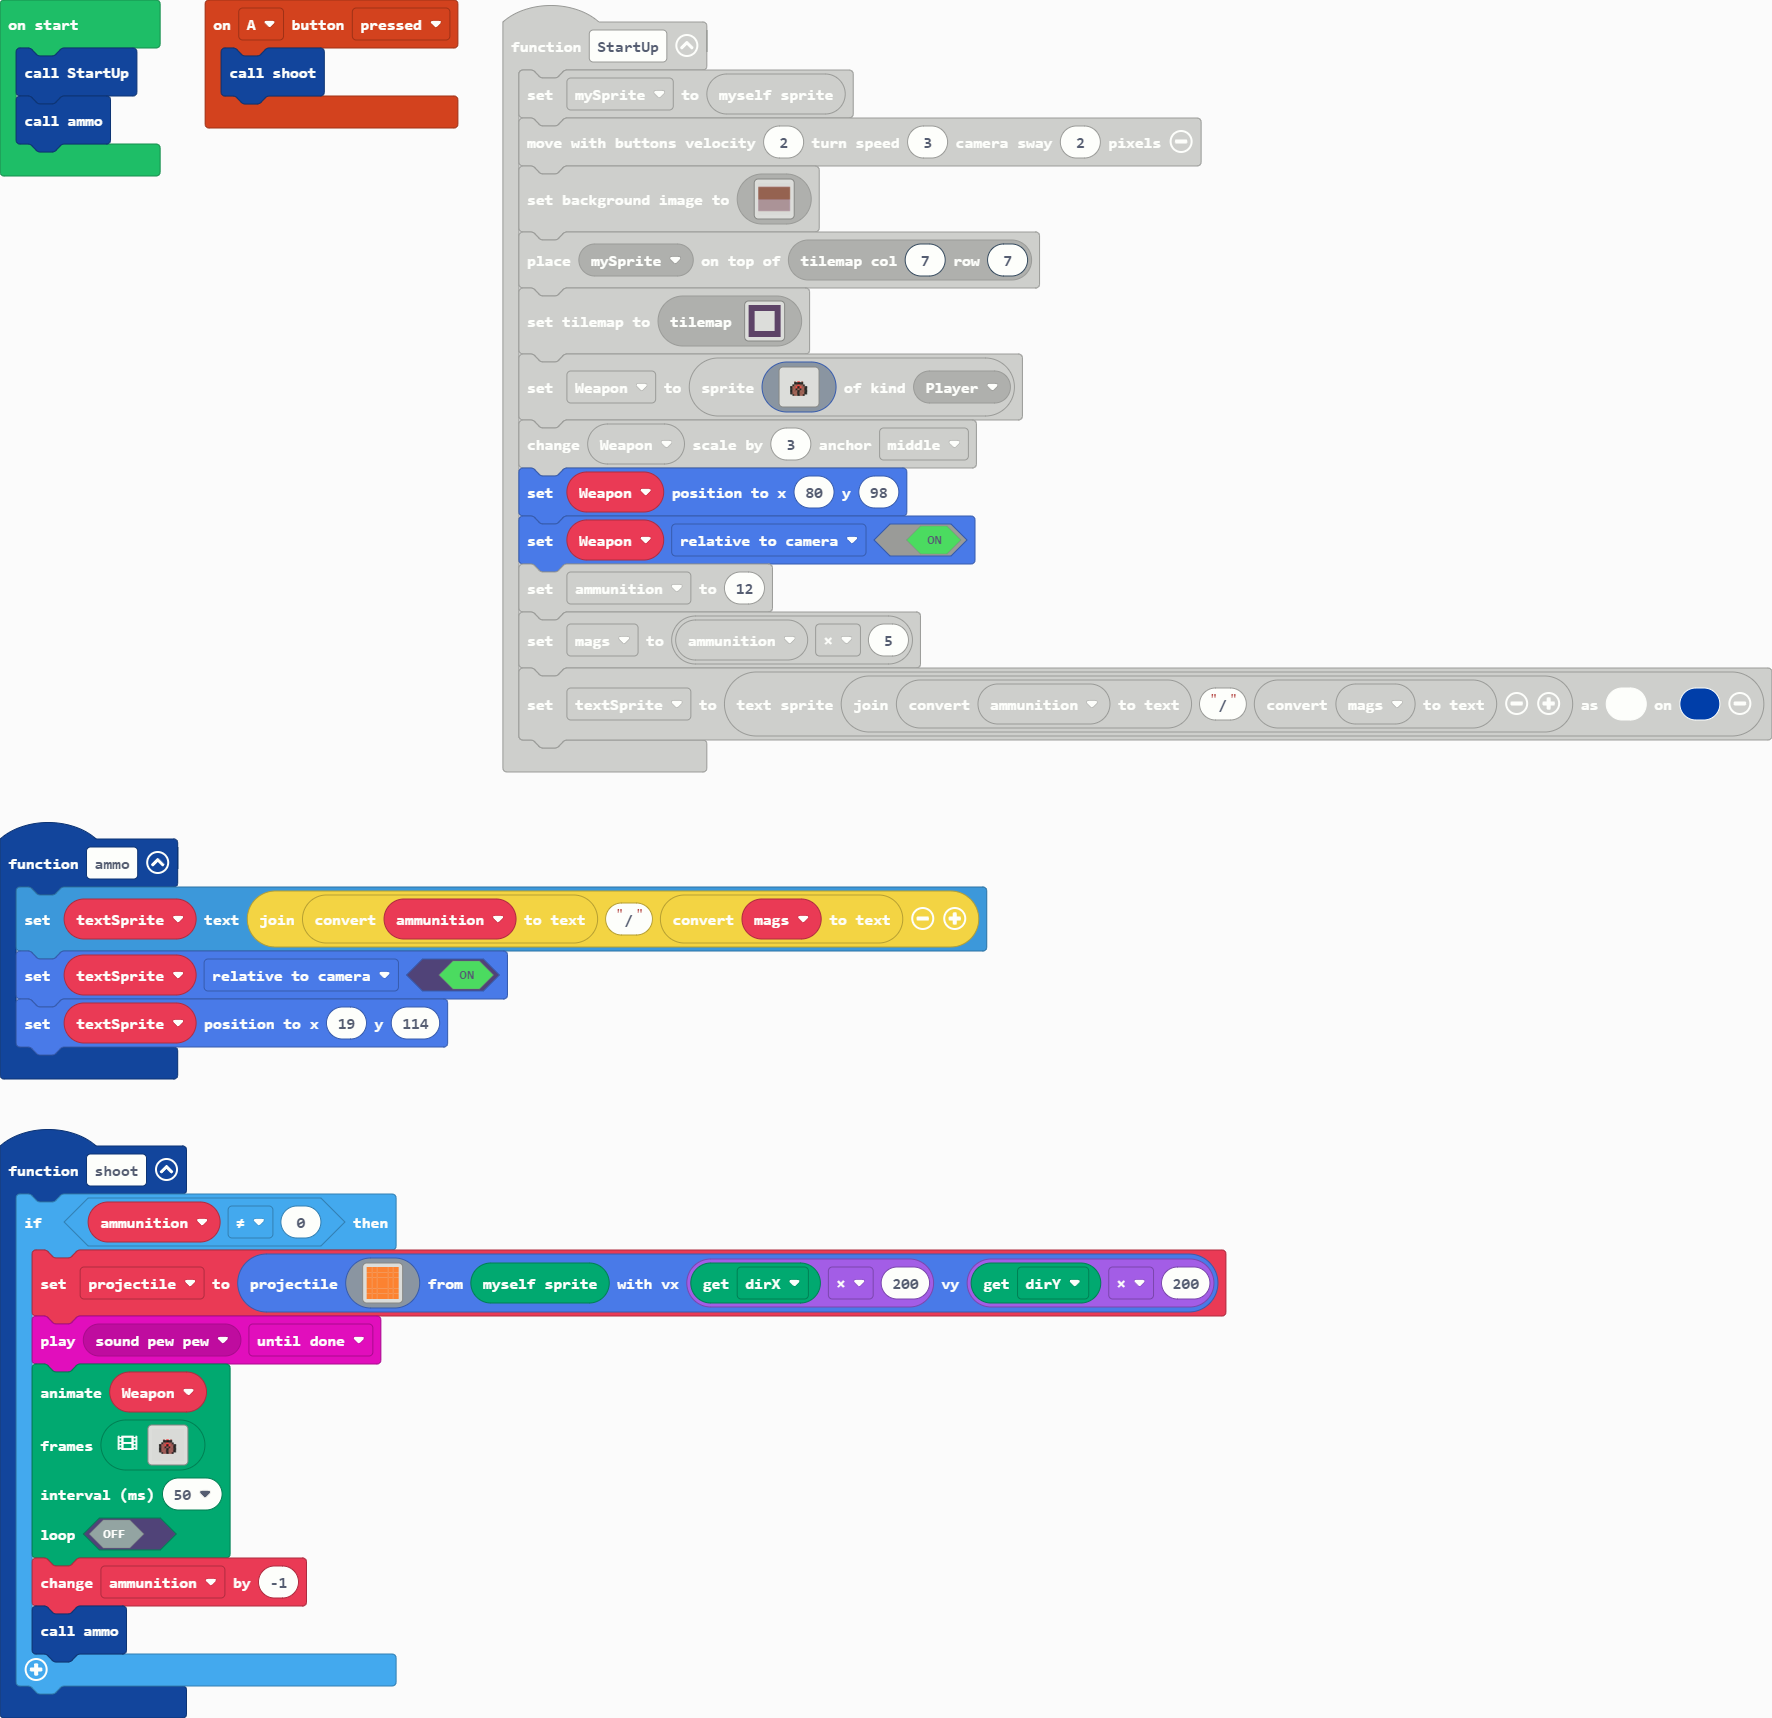 on start
call StartUp
call ammo
on A button pressed
call shoot
function StartUp
set mySprite to myself sprite
move with buttons velocity 2 turn speed 3 camera sway 2 pixels
set background image to
place mySprite on top of tilemap col 7 row 7
set tilemap to tilemap
set Weapon to sprite of kind Player
change Weapon scale by 3 anchor middle
set Weapon position to x 80 y 98
set Weapon relative to camera ON
set ammunition to 12
set mags to ammunition × 5
set textSprite to text sprite join convert ammunition to text "/" convert mags to text as on
function ammo
set textSprite text join convert ammunition to text "/" convert mags to text
set textSprite relative to camera ON
set textSprite position to x 19 y 114
function shoot
if ammunition ≠ 0 then
set projectile to projectile from myself sprite with vx get dirX × 200 vy get dirY × 200
play sound pew pew until done
animate Weapon
frames
interval (ms) 50
loop OFF
change ammunition by -1
call ammo